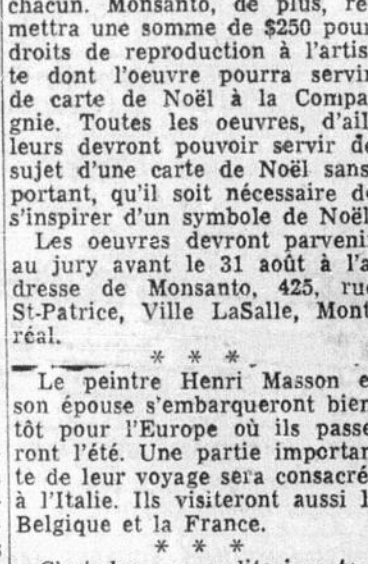 chacun. Monsanto, de plus, re-
mettra une somme de $250 pour
droits de reproduction à l'artis-
te dont l'oeuvre pourra servir
de carte de Noël à la Compa
gnie. Toutes les oeuvres, d'ail
leurs devront pouvoir servir de
sujet d'une carte de Noël sans
portant, qu'il soit nécessaire de
s'inspirer d'un symbole de Noël
Les oeuvres devront parvenir
au jury avant le 31 août à l'a
dresse de Monsanto, 425, rue
St-Patrice, Ville LaSalle, Mont
réal.
* * *
Le peintre Henri Masson e
son épouse s'embarqueront bien
tôt pour l'Europe où ils passe
ront l'été. Une partie importan
te de leur voyage sera consacré
à l'Italie. Ils visiteront aussi l
Belgique et la France.
* * *